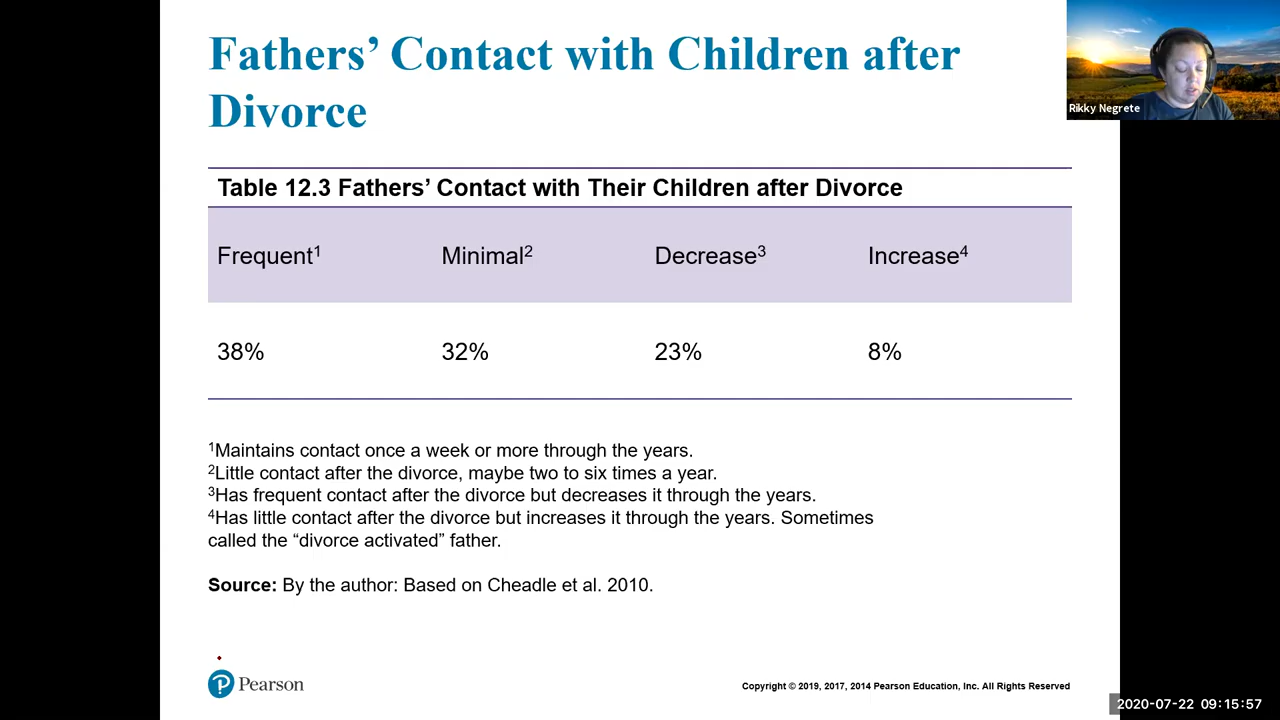 Fathers’ Contact with Children after
Divorce
Rikky Negrete
Table 12.3 Fathers’ Contact with Their Children after Divorce
Frequent¹ Minimal² Decrease³ Increase⁴
38% 32% 23% 8%
¹Maintains contact once a week or more through the years.
²Little contact after the divorce, maybe two to six times a year.
³Has frequent contact after the divorce but decreases it through the years.
⁴Has little contact after the divorce but increases it through the years. Sometimes
called the “divorce activated” father.
Source: By the author: Based on Cheadle et al. 2010.
P Pearson
Copyright © 2019, 2017, 2014 Pearson Education, Inc. All Rights Reserved
2020-07-22 09:15:57